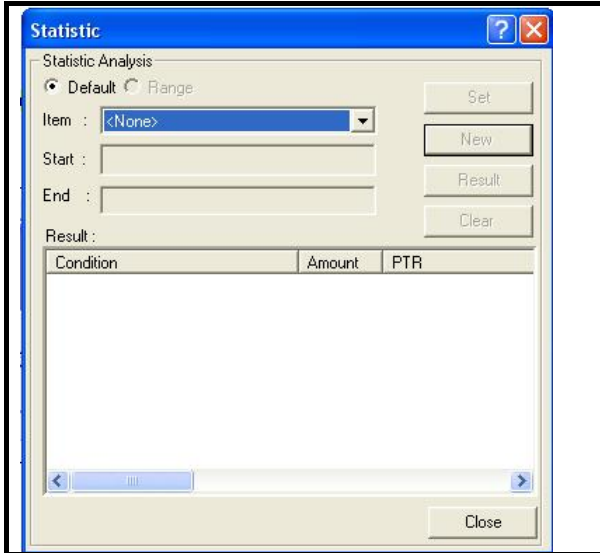 Statistic
Statistic Analysis
Default Range
Set
Item : <None>
New
Start :
Result
End :
Clear
Result :
Condition Amount PTR
Close